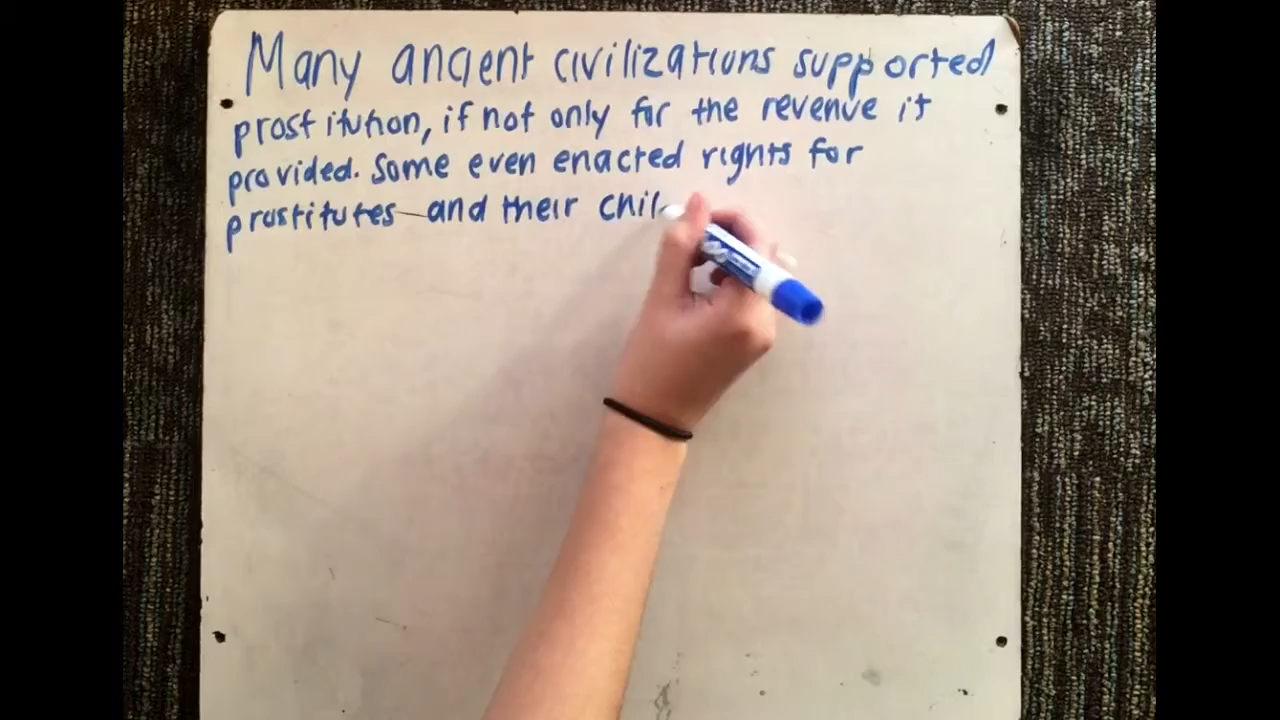 Many ancient civilizations supported
prostitution, if not only for the revenue it
provided. Some even enacted rights for
prostitutes and their chil